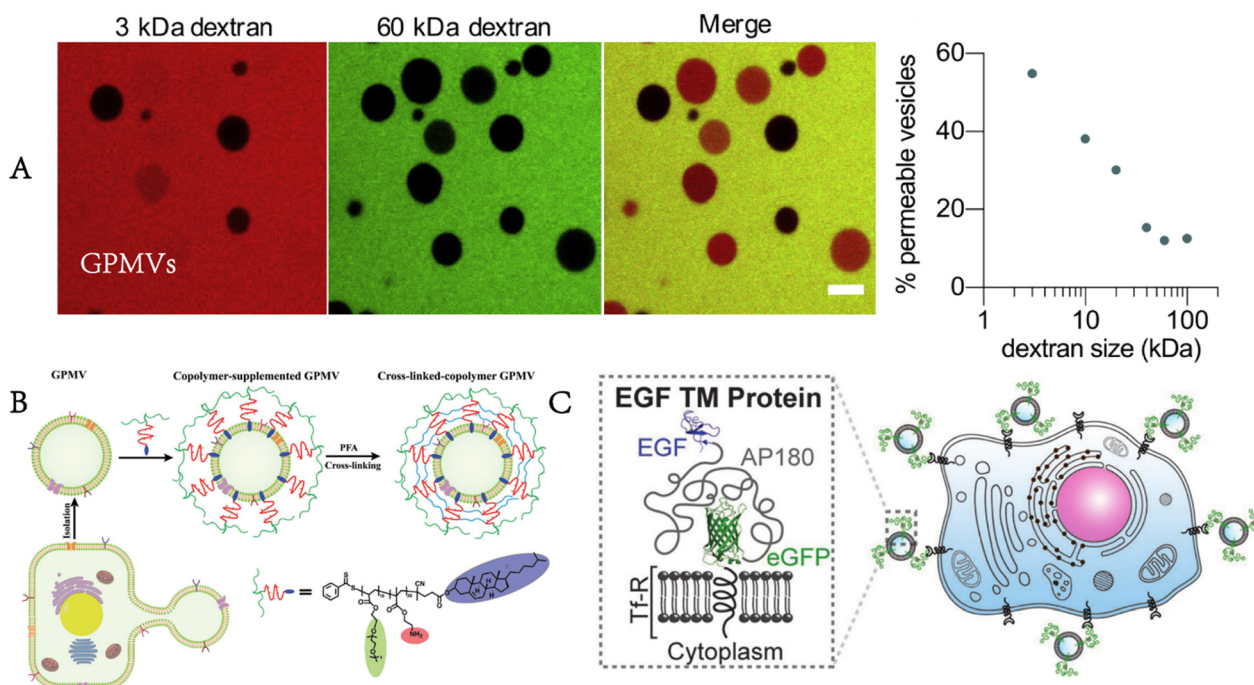 A
3 kDa dextran
60 kDa dextran
Merge
GPMVs
% permeable vesicles
60
40
20
0
1
10
100
dextran size (kDa)
B
GPMV
Copolymer-supplemented GPMV
Cross-linked-copolymer GPMV
PFA
Cross-linking
Isolation
=
S
S
CN
O
O
O
O
O
O
NH₂
H
H
H
C
EGF TM Protein
EGF
AP180
eGFP
Tf-R
Cytoplasm